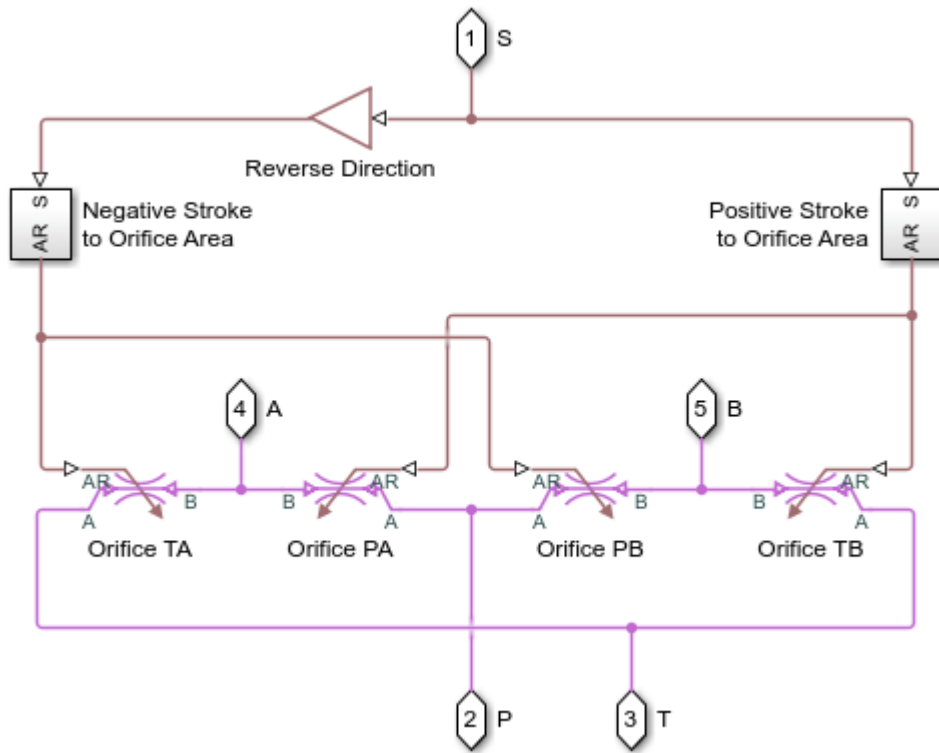 1 S
Reverse Direction
S
AR
Negative Stroke
to Orifice Area
Positive Stroke
to Orifice Area
S
AR
4 A
5 B
AR
A
B
Orifice TA
B
AR
A
Orifice PA
AR
A
B
Orifice PB
B
AR
A
Orifice TB
2 P
3 T